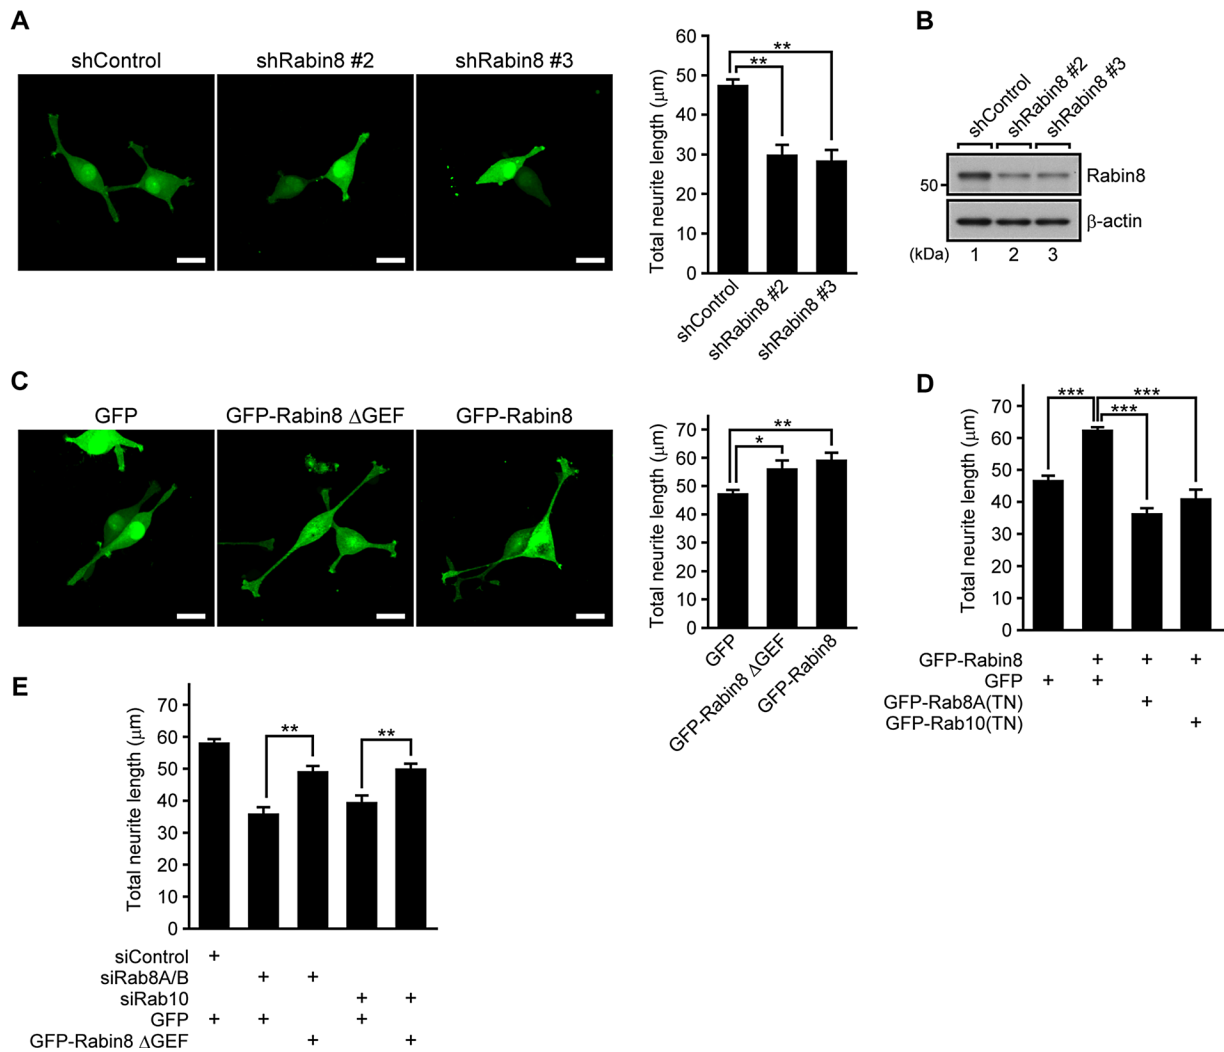 A
shControl shRabin8 #2 shRabin8 #3
Total neurite length (μm)
60
50
40
30
20
10
0
** **
shControl
shRabin8 #2
shRabin8 #3
B
shControl
shRabin8 #2
shRabin8 #3
50
Rabin8
β-actin
(kDa) 1 2 3
C
GFP GFP-Rabin8 ΔGEF GFP-Rabin8
Total neurite length (μm)
70
60
50
40
30
20
10
0
**
*
GFP
GFP-Rabin8 ΔGEF
GFP-Rabin8
D
Total neurite length (μm)
70
60
50
40
30
20
10
0
*** ***
***
GFP-Rabin8 + + +
GFP + +
GFP-Rab8A(TN) +
GFP-Rab10(TN) +
E
Total neurite length (μm)
70
60
50
40
30
20
10
0
** **
siControl +
siRab8A/B + +
siRab10 + +
GFP + + +
GFP-Rabin8 ΔGEF + +